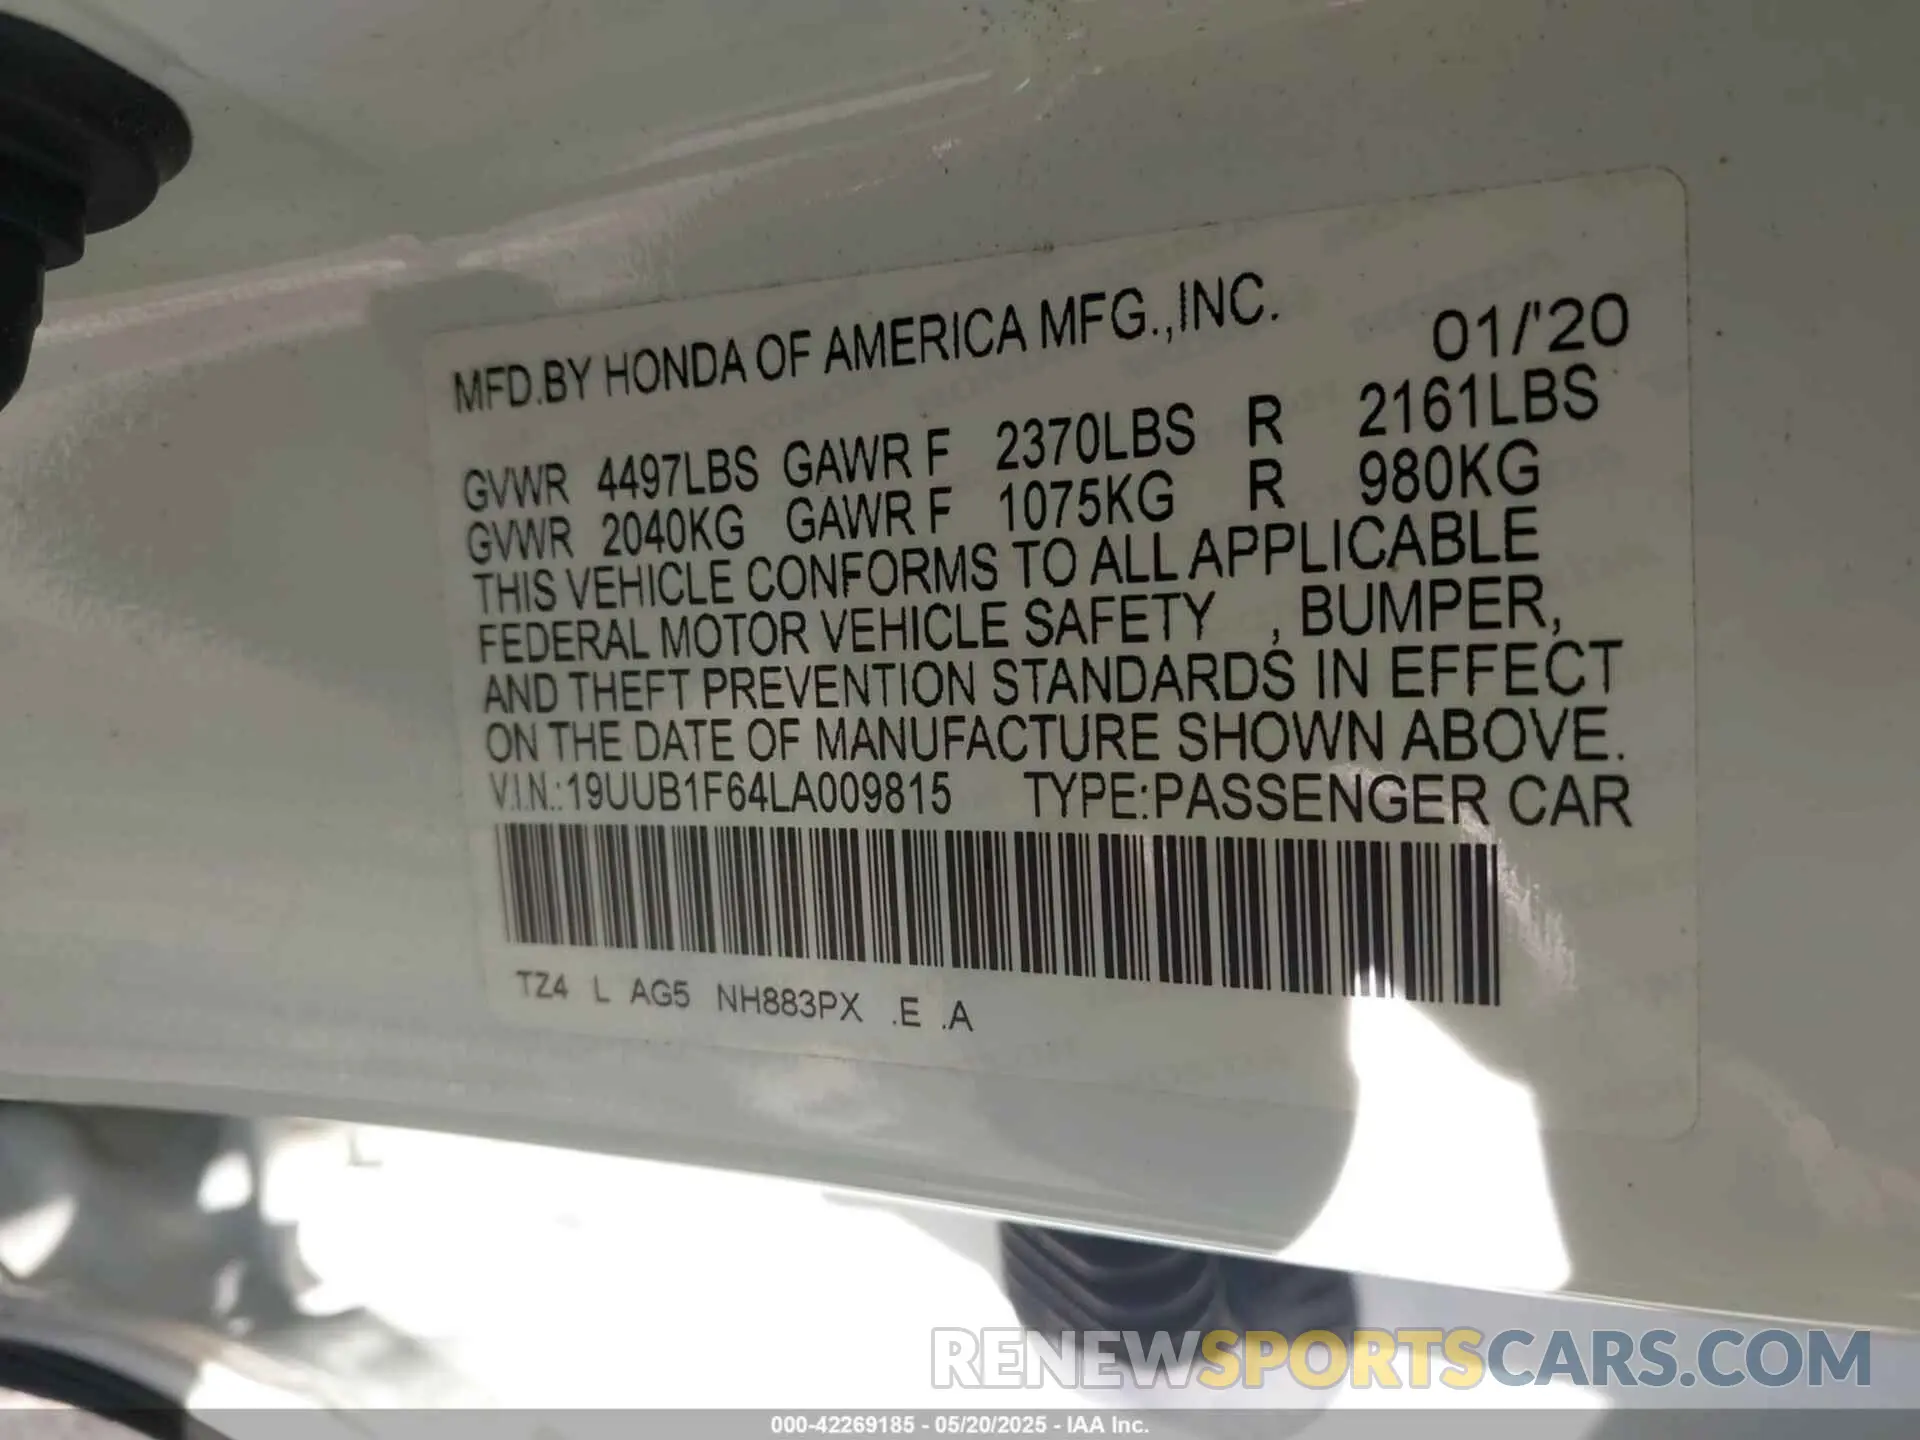 MFD.BY HONDA OF AMERICA MFG.,INC. 01/'20
GVWR 4497LBS GAWR F 2370LBS R 2161LBS
GVWR 2040KG GAWR F 1075KG R 980KG
THIS VEHICLE CONFORMS TO ALL APPLICABLE
FEDERAL MOTOR VEHICLE SAFETY , BUMPER,
AND THEFT PREVENTION STANDARDS IN EFFECT
ON THE DATE OF MANUFACTURE SHOWN ABOVE.
V.I.N.:19UUB1F64LA009815 TYPE:PASSENGER CAR
TZ4 L AG5 NH883PX .E .A
RENEWSPORTSCARS.COM
000-42269185 - 05/20/2025 - IAA Inc.